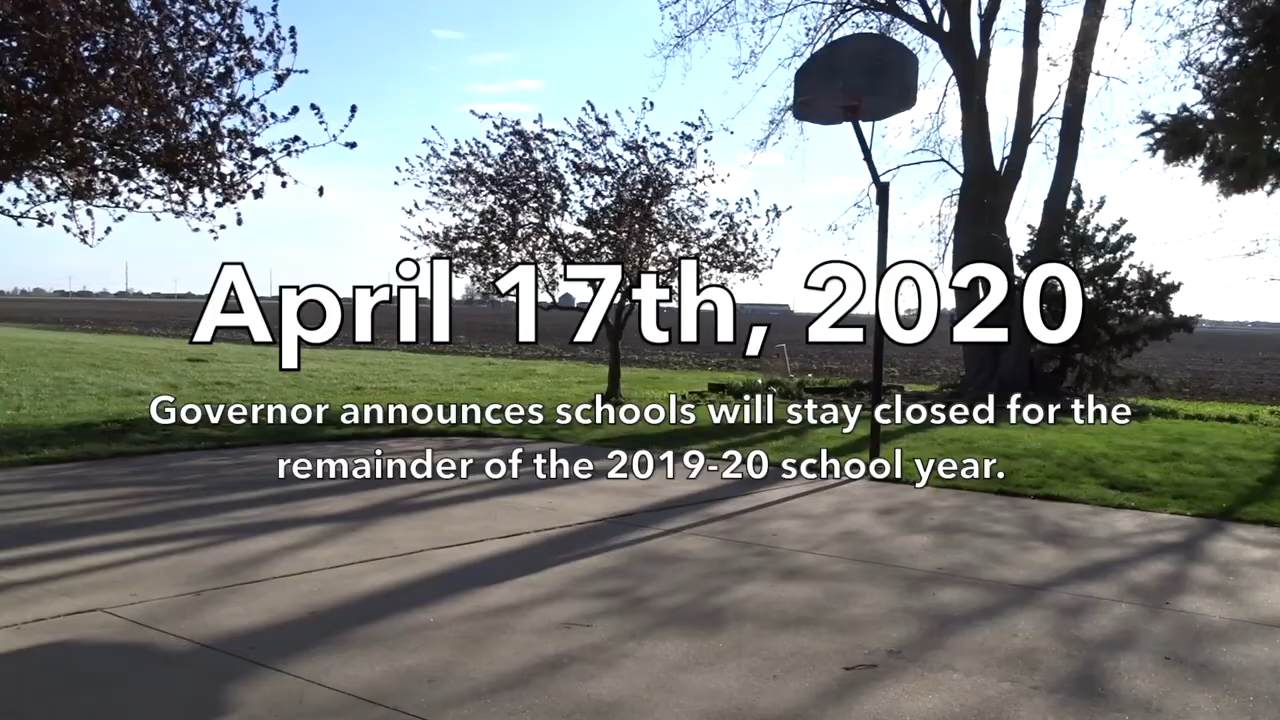 April 17th, 2020
Governor announces schools will stay closed for the
remainder of the 2019-20 school year.